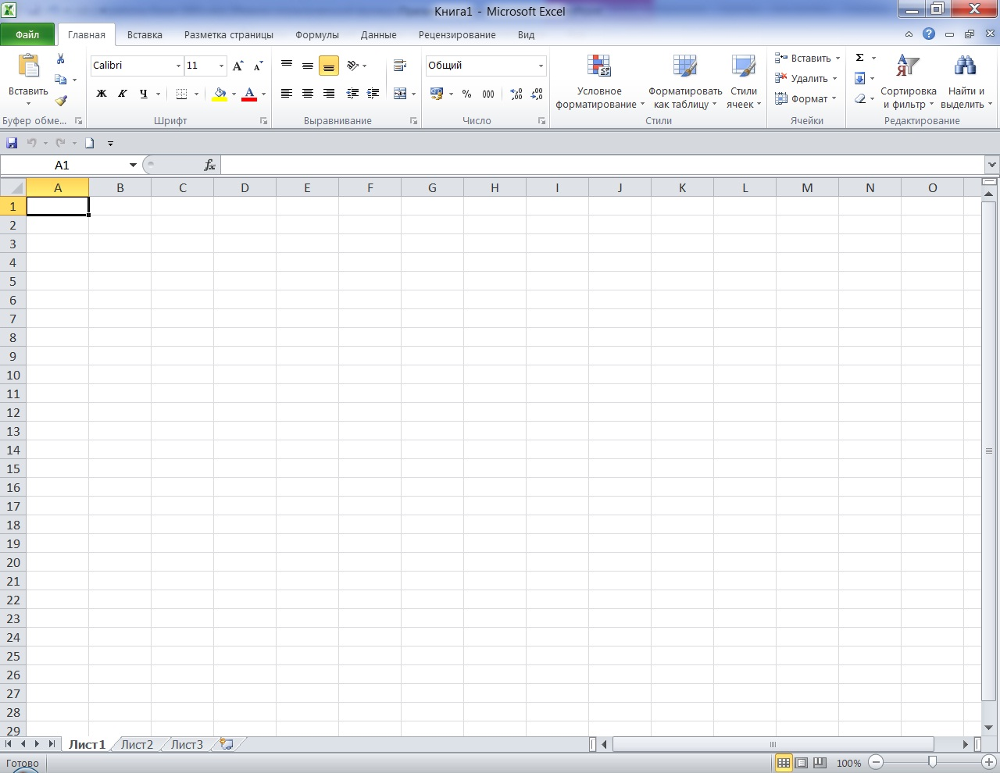 Книга1 - Microsoft Excel
Файл Главная Вставка Разметка страницы Формулы Данные Рецензирование Вид
Вставить
Буфер обме...
Calibri 11
Ж К Ч
А
Шрифт
Выравнивание
Общий
% 000
Число
Условное форматирование
Форматировать как таблицу
Стили ячеек
Стили
Вставить
Удалить
Формат
Ячейки
Σ
Сортировка и фильтр
Найти и выделить
Редактирование
A1 fx
A B C D E F G H I J K L M N O
1
2
3
4
5
6
7
8
9
10
11
12
13
14
15
16
17
18
19
20
21
22
23
24
25
26
27
28
29
Лист1 Лист2 Лист3
Готово 100%